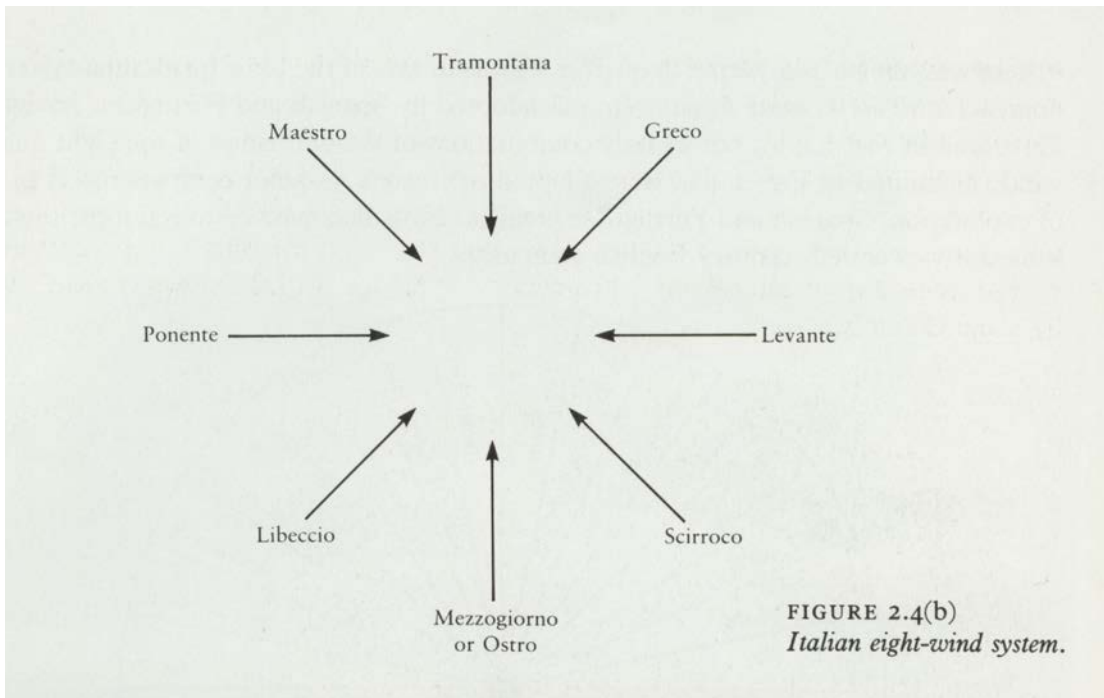 Tramontana
Maestro
Greco
Ponente
Levante
Libeccio
Scirroco
Mezzogiorno
or Ostro
FIGURE 2.4(b)
Italian eight-wind system.